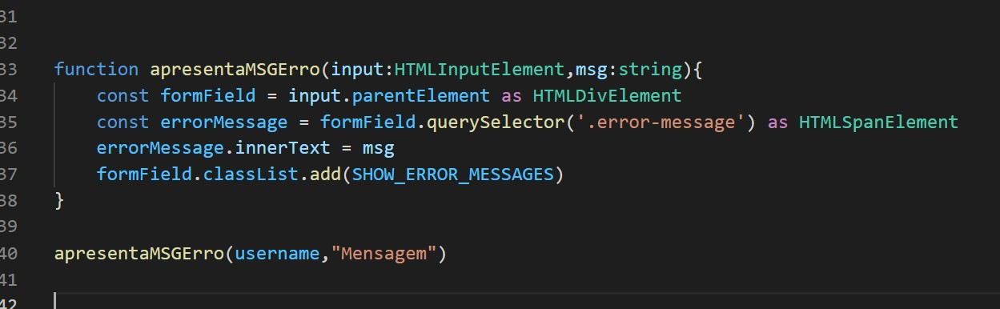 31
32
33 function apresentaMSGErro(input:HTMLInputElement,msg:string){
34 const formField = input.parentElement as HTMLDivElement
35 const errorMessage = formField.querySelector('.error-message') as HTMLSpanElement
36 errorMessage.innerText = msg
37 formField.classList.add(SHOW_ERROR_MESSAGES)
38 }
39
40 apresentaMSGErro(username,"Mensagem")
41
42